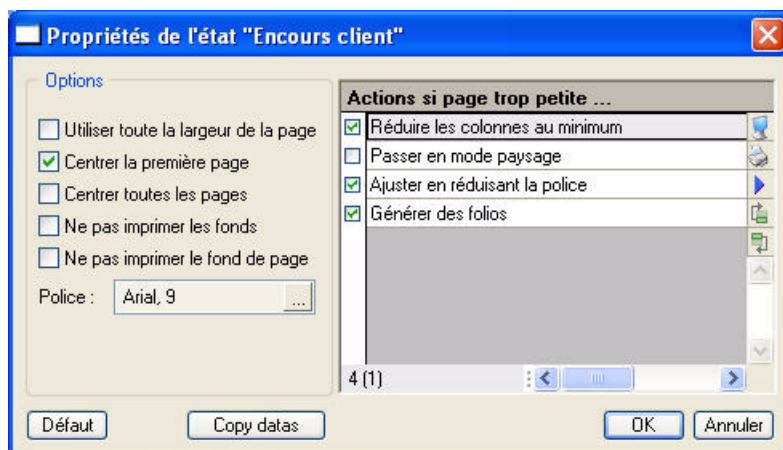 Propriétés de l'état "Encours client"
Options
Utiliser toute la largeur de la page
Centrer la première page
Centrer toutes les pages
Ne pas imprimer les fonds
Ne pas imprimer le fond de page
Police :
Arial, 9
...
Actions si page trop petite ...
Réduire les colonnes au minimum
Passer en mode paysage
Ajuster en réduisant la police
Générer des folios
4 (1)
Défaut
Copy datas
OK
Annuler